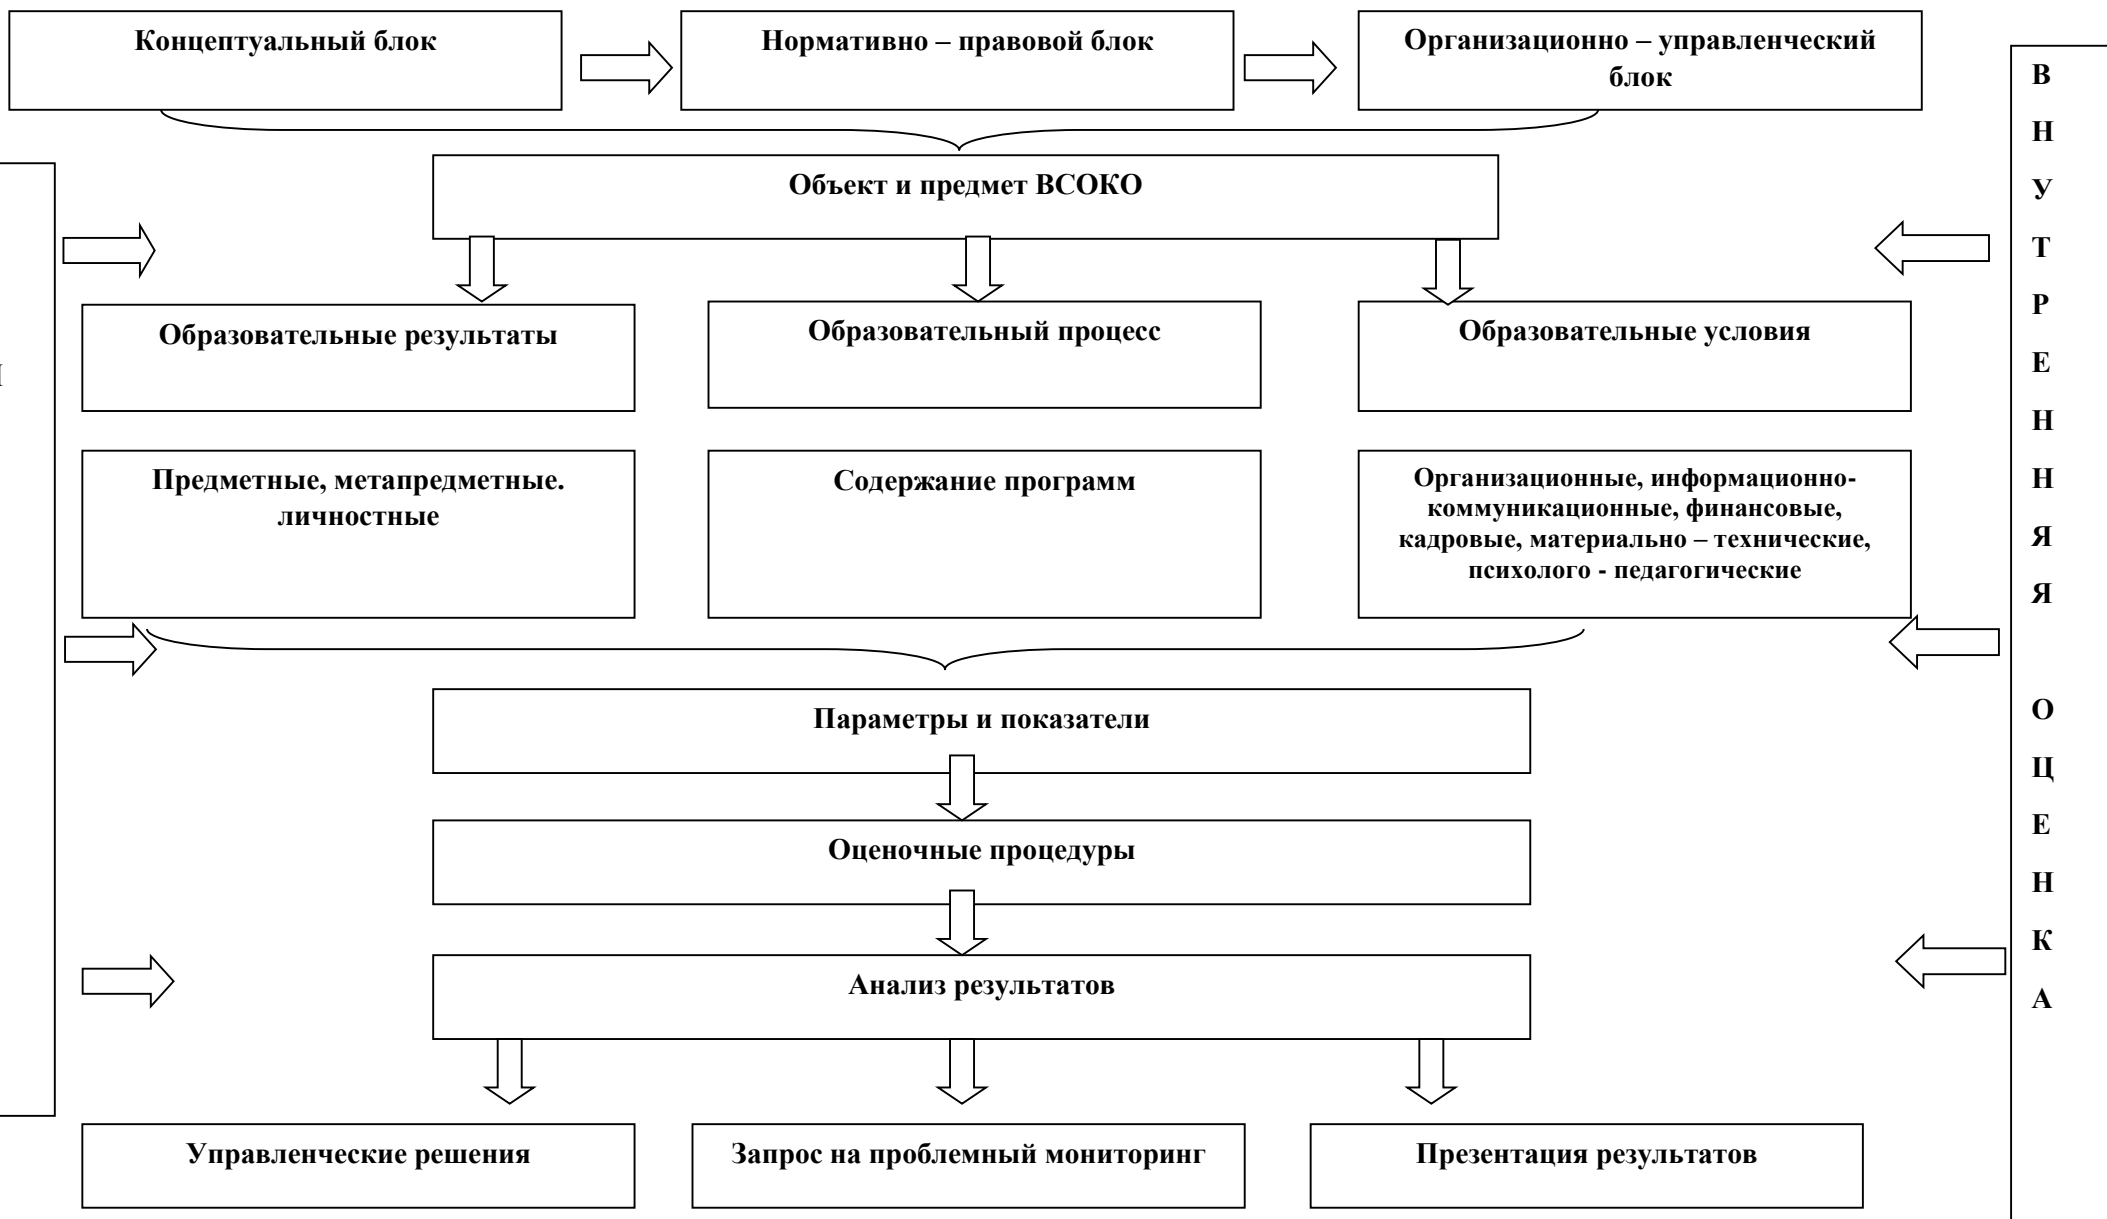 Концептуальный блок
Нормативно – правовой блок
Организационно – управленческий
блок
Объект и предмет ВСОКО
Образовательные результаты
Образовательный процесс
Образовательные условия
Предметные, метапредметные.
личностные
Содержание программ
Организационные, информационно-
коммуникационные, финансовые,
кадровые, материально – технические,
психолого - педагогические
Параметры и показатели
Оценочные процедуры
Анализ результатов
Управленческие решения
Запрос на проблемный мониторинг
Презентация результатов
В
Н
У
Т
Р
Е
Н
Н
Я
Я
О
Ц
Е
Н
К
А